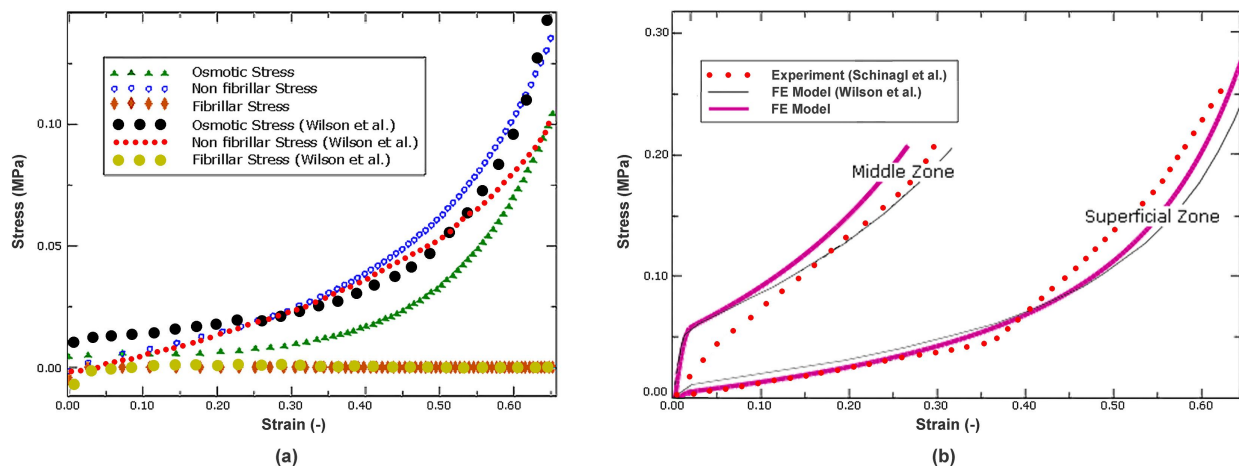 Stress (MPa)
0.10
0.05
0.00
Osmotic Stress
Non fibrillar Stress
Fibrillar Stress
Osmotic Stress (Wilson et al.)
Non fibrillar Stress (Wilson et al.)
Fibrillar Stress (Wilson et al.)
0.00 0.10 0.20 0.30 0.40 0.50 0.60
Strain (-)
(a)
Stress (MPa)
0.30
0.20
0.10
0.00
Experiment (Schinagl et al.)
FE Model (Wilson et al.)
FE Model
Middle Zone
Superficial Zone
0.00 0.10 0.20 0.30 0.40 0.50 0.60
Strain (-)
(b)